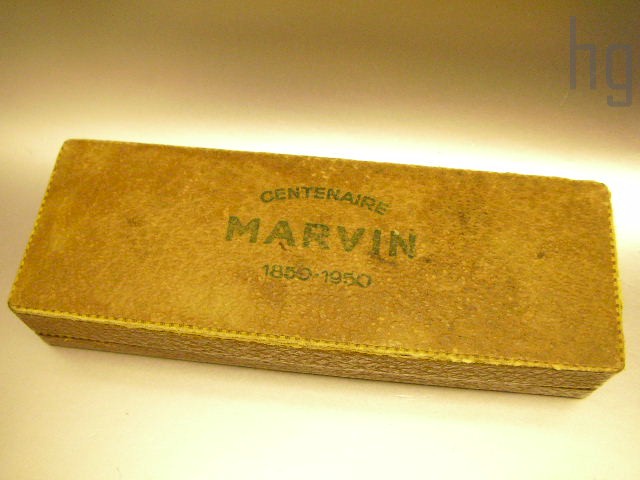 hg
CENTENAIRE
MARVIN
1850-1950